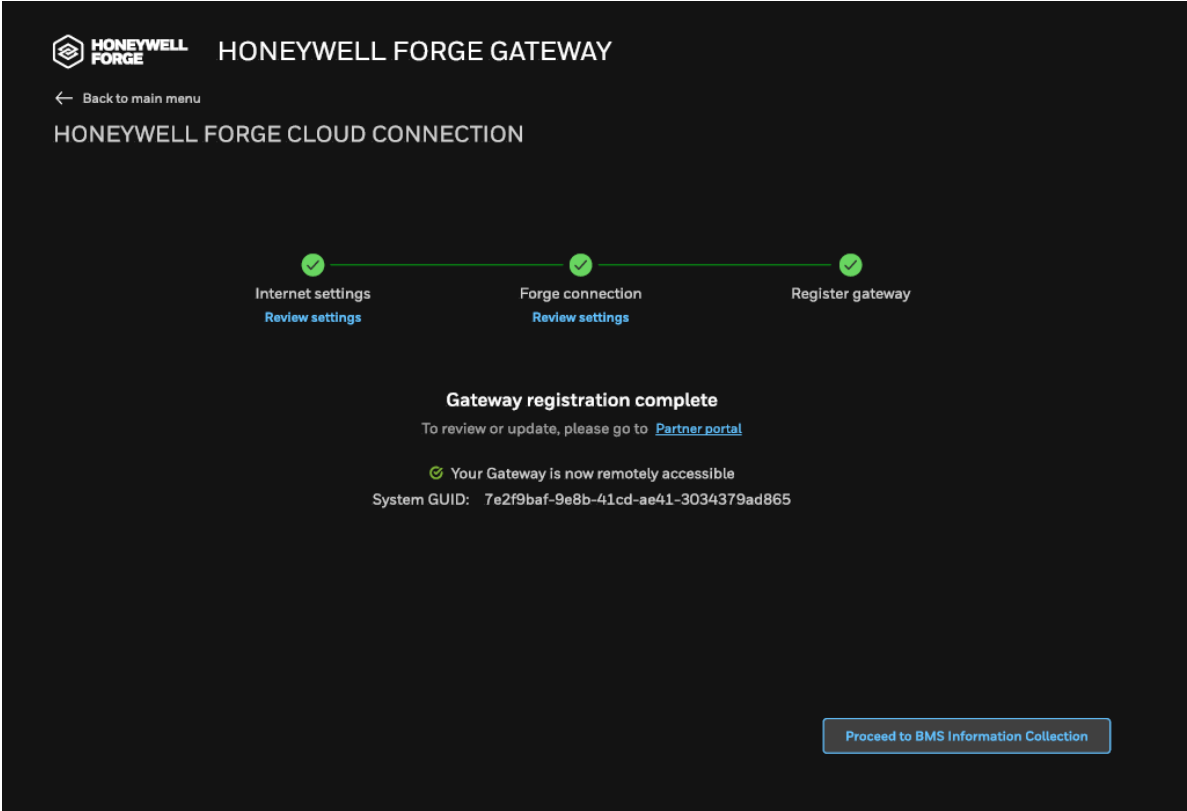 HONEYWELL FORGE
HONEYWELL FORGE GATEWAY
← Back to main menu
HONEYWELL FORGE CLOUD CONNECTION
Internet settings
Forge connection
Register gateway
Review settings
Review settings
Gateway registration complete
To review or update, please go to Partner portal
Your Gateway is now remotely accessible
System GUID: 7e2f9baf-9e8b-41cd-ae41-3034379ad865
Proceed to BMS Information Collection